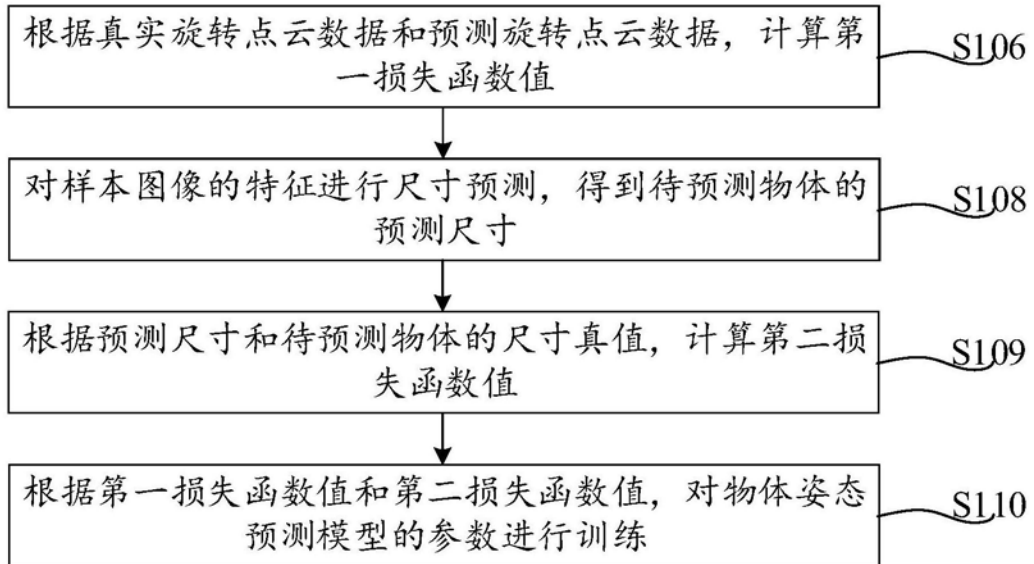 根据真实旋转点云数据和预测旋转点云数据，计算第
一损失函数值
S106
对样本图像的特征进行尺寸预测，得到待预测物体的
预测尺寸
S108
根据预测尺寸和待预测物体的尺寸真值，计算第二损
失函数值
S109
根据第一损失函数值和第二损失函数值，对物体姿态
预测模型的参数进行训练
S110